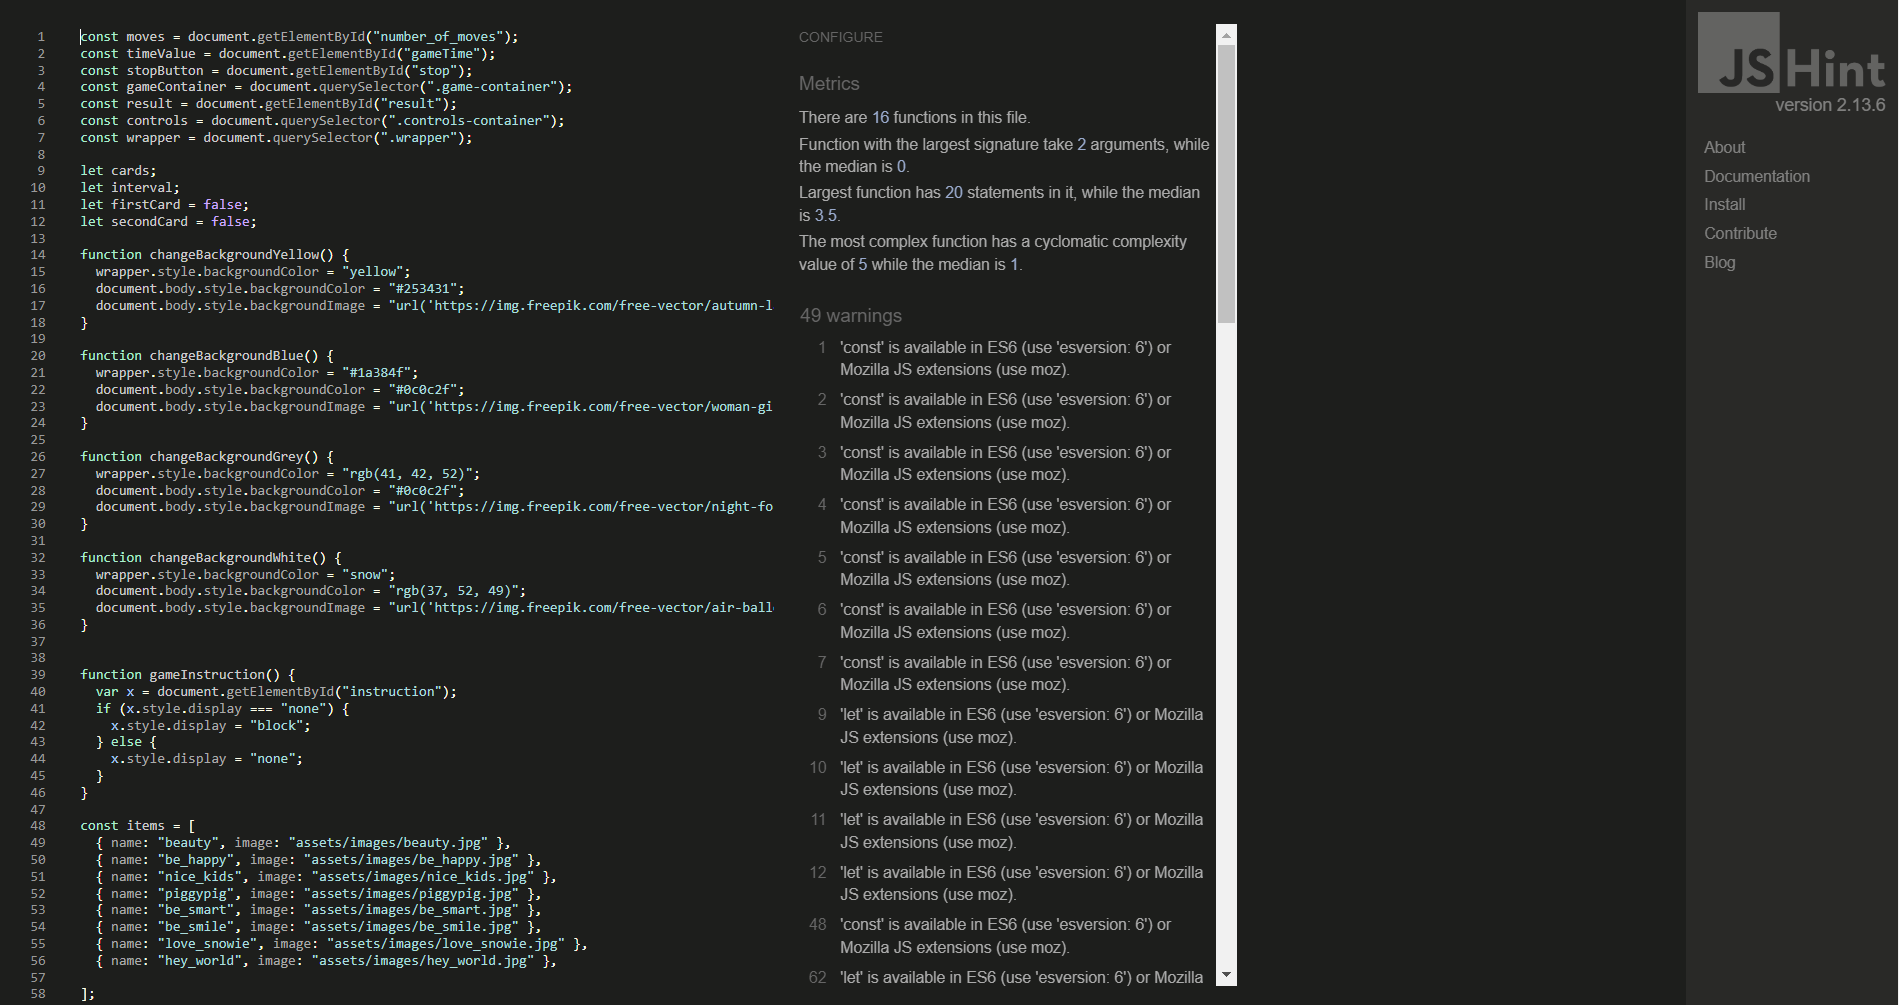 1 const moves = document.getElementById("number_of_moves");
2 const timeValue = document.getElementById("gameTime");
3 const stopButton = document.getElementById("stop");
4 const gameContainer = document.querySelector(".game-container");
5 const result = document.getElementById("result");
6 const controls = document.querySelector(".controls-container");
7 const wrapper = document.querySelector(".wrapper");
8
9 let cards;
10 let interval;
11 let firstCard = false;
12 let secondCard = false;
13
14 function changeBackgroundYellow() {
15 wrapper.style.backgroundColor = "yellow";
16 document.body.style.backgroundColor = "#253431";
17 document.body.style.backgroundImage = "url('https://img.freepik.com/free-vector/autumn-l
18 }
19
20 function changeBackgroundBlue() {
21 wrapper.style.backgroundColor = "#1a384f";
22 document.body.style.backgroundColor = "#0c0c2f";
23 document.body.style.backgroundImage = "url('https://img.freepik.com/free-vector/woman-gi
24 }
25
26 function changeBackgroundGrey() {
27 wrapper.style.backgroundColor = "rgb(41, 42, 52)";
28 document.body.style.backgroundColor = "#0c0c2f";
29 document.body.style.backgroundImage = "url('https://img.freepik.com/free-vector/night-fo
30 }
31
32 function changeBackgroundWhite() {
33 wrapper.style.backgroundColor = "snow";
34 document.body.style.backgroundColor = "rgb(37, 52, 49)";
35 document.body.style.backgroundImage = "url('https://img.freepik.com/free-vector/air-ball
36 }
37
38
39 function gameInstruction() {
40 var x = document.getElementById("instruction");
41 if (x.style.display === "none") {
42 x.style.display = "block";
43 } else {
44 x.style.display = "none";
45 }
46 }
47
48 const items = [
49 { name: "beauty", image: "assets/images/beauty.jpg" },
50 { name: "be_happy", image: "assets/images/be_happy.jpg" },
51 { name: "nice_kids", image: "assets/images/nice_kids.jpg" },
52 { name: "piggypig", image: "assets/images/piggypig.jpg" },
53 { name: "be_smart", image: "assets/images/be_smart.jpg" },
54 { name: "be_smile", image: "assets/images/be_smile.jpg" },
55 { name: "love_snowie", image: "assets/images/love_snowie.jpg" },
56 { name: "hey_world", image: "assets/images/hey_world.jpg" },
57
58 ];
CONFIGURE
Metrics
There are 16 functions in this file.
Function with the largest signature take 2 arguments, while
the median is 0.
Largest function has 20 statements in it, while the median
is 3.5.
The most complex function has a cyclomatic complexity
value of 5 while the median is 1.
49 warnings
1 'const' is available in ES6 (use 'esversion: 6') or
Mozilla JS extensions (use moz).
2 'const' is available in ES6 (use 'esversion: 6') or
Mozilla JS extensions (use moz).
3 'const' is available in ES6 (use 'esversion: 6') or
Mozilla JS extensions (use moz).
4 'const' is available in ES6 (use 'esversion: 6') or
Mozilla JS extensions (use moz).
5 'const' is available in ES6 (use 'esversion: 6') or
Mozilla JS extensions (use moz).
6 'const' is available in ES6 (use 'esversion: 6') or
Mozilla JS extensions (use moz).
7 'const' is available in ES6 (use 'esversion: 6') or
Mozilla JS extensions (use moz).
9 'let' is available in ES6 (use 'esversion: 6') or Mozilla
JS extensions (use moz).
10 'let' is available in ES6 (use 'esversion: 6') or Mozilla
JS extensions (use moz).
11 'let' is available in ES6 (use 'esversion: 6') or Mozilla
JS extensions (use moz).
12 'let' is available in ES6 (use 'esversion: 6') or Mozilla
JS extensions (use moz).
48 'const' is available in ES6 (use 'esversion: 6') or
Mozilla JS extensions (use moz).
62 'let' is available in ES6 (use 'esversion: 6') or Mozilla
JSHint
version 2.13.6
About
Documentation
Install
Contribute
Blog